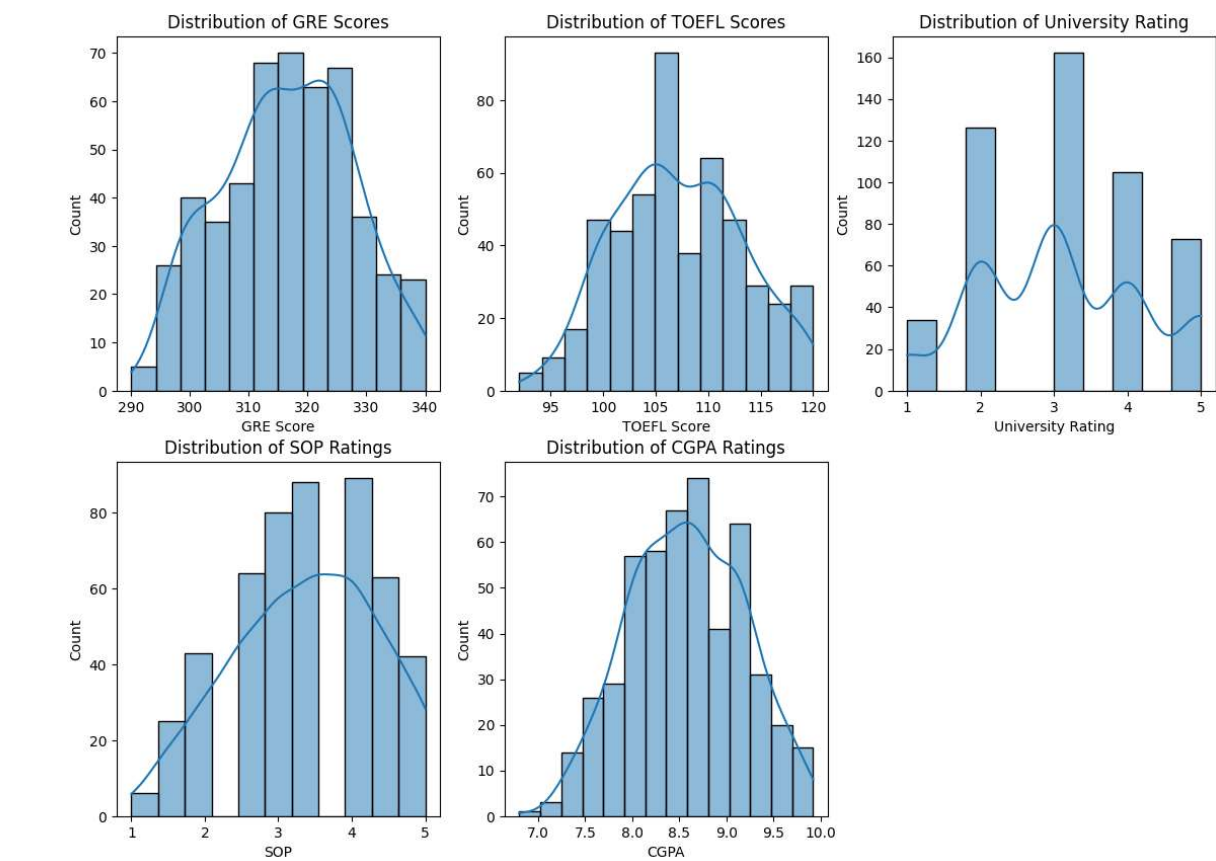 Distribution of GRE Scores
70
60
50
40
30
20
10
0
Count
290 300 310 320 330 340
GRE Score
Distribution of TOEFL Scores
80
60
40
20
0
Count
95 100 105 110 115 120
TOEFL Score
Distribution of University Rating
160
140
120
100
80
60
40
20
0
Count
1 2 3 4 5
University Rating
Distribution of SOP Ratings
80
60
40
20
0
Count
1 2 3 4 5
SOP
Distribution of CGPA Ratings
70
60
50
40
30
20
10
0
Count
7.0 7.5 8.0 8.5 9.0 9.5 10.0
CGPA